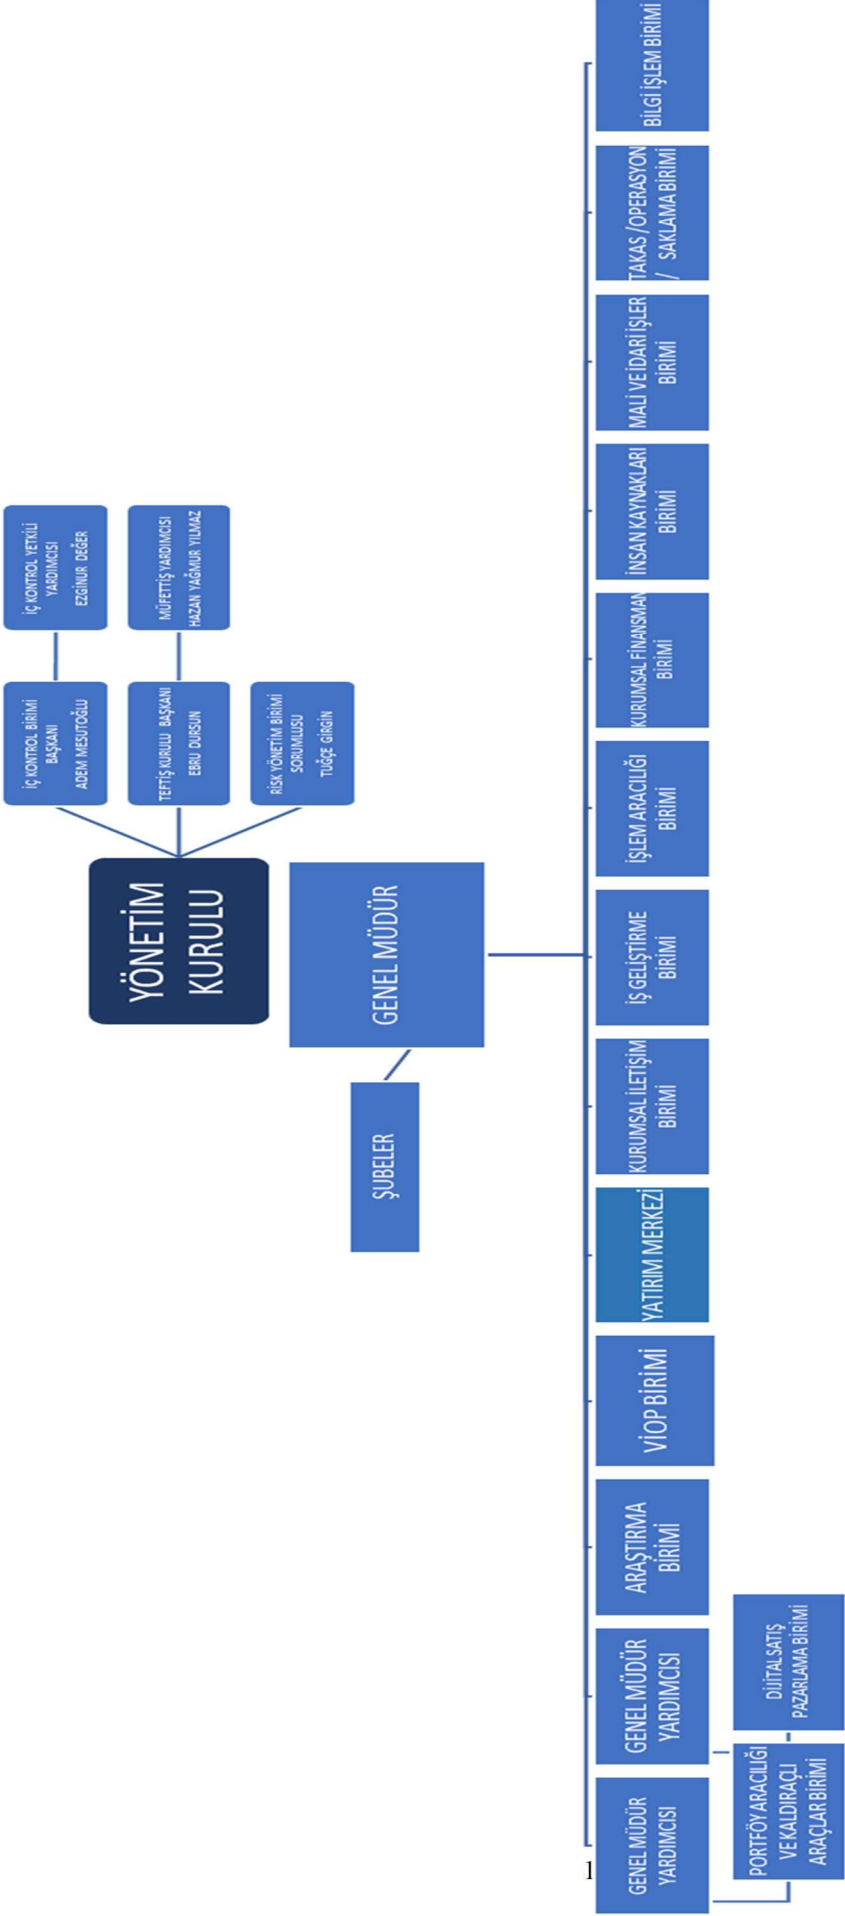 YÖNETİM
KURULU
İÇ KONTROL BİRİMİ
BAŞKANI
ADEM MESUTOĞLU
İÇ KONTROL YETKİLİ
YARDIMCISI
EZGİNUR DEĞER
TEFTİŞ KURULU BAŞKANI
EBRU DURSUN
MÜFETTİŞ YARDIMCISI
HAZAN YAĞMUR YILMAZ
RİSK YÖNETİM BİRİMİ
SORUMLUSU
TUĞÇE GİRGİN
GENEL MÜDÜR
ŞUBELER
GENEL MÜDÜR
YARDIMCISI
GENEL MÜDÜR
YARDIMCISI
ARAŞTIRMA
BİRİMİ
VİOP BİRİMİ
YATIRIM MERKEZİ
KURUMSAL İLETİŞİM
BİRİMİ
İŞ GELİŞTİRME
BİRİMİ
İŞLEM ARACILIĞI
BİRİMİ
KURUMSAL FİNANSMAN
BİRİMİ
İNSAN KAYNAKLARI
BİRİMİ
MALİ VE İDARİ İŞLER
BİRİMİ
TAKAS /OPERASYON
/ SAKLAMA BİRİMİ
BİLGİ İŞLEM BİRİMİ
PORTFÖY ARACILIĞI
VE KALDIRAÇLI
ARAÇLAR BİRİMİ
DİJİTAL SATIŞ
PAZARLAMA BİRİMİ
1